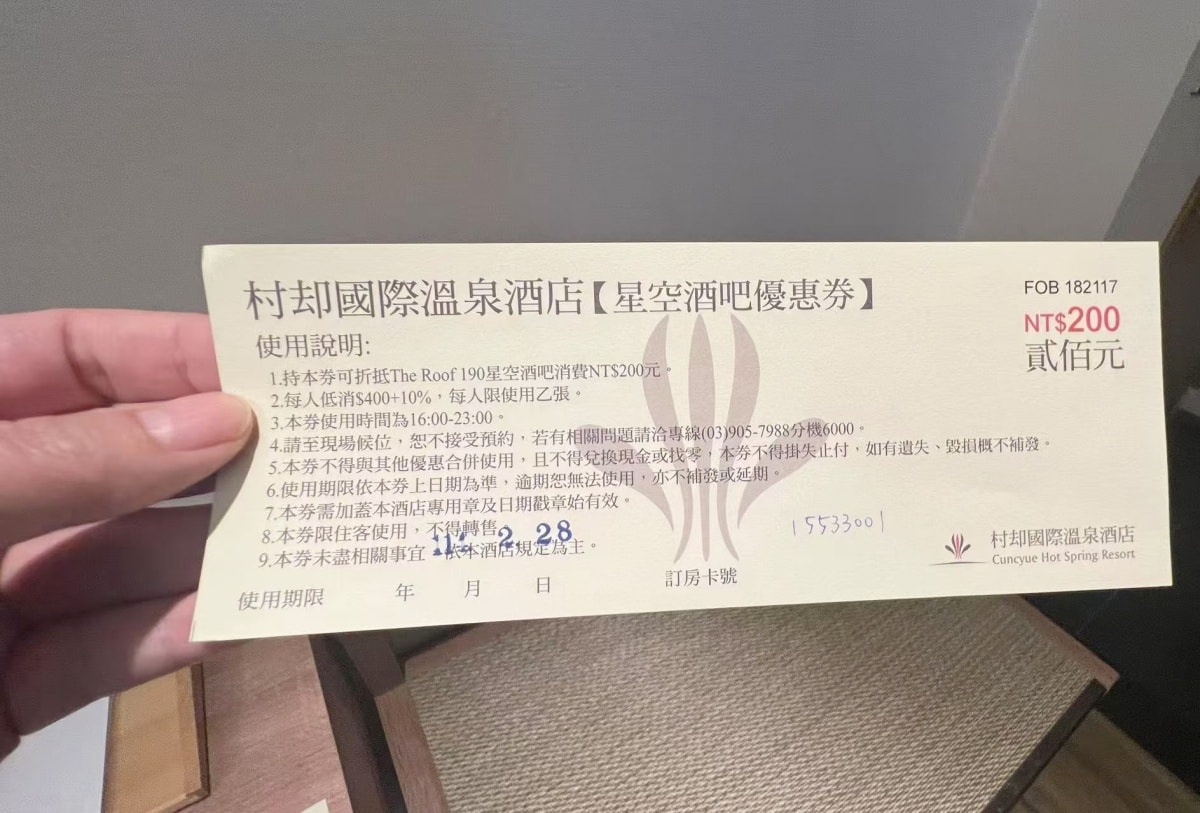 村却國際溫泉酒店【星空酒吧優惠券】
FOB 182117
NT$200
貳佰元
使用說明:
1.持本券可折抵The Roof 190星空酒吧消費NT$200元。
2.每人低消$400+10%，每人限使用乙張。
3.本券使用時間為16:00-23:00。
4.請至現場候位，恕不接受預約，若有相關問題請洽專線(03)905-7988分機6000。
5.本券不得與其他優惠合併使用，且不得兌換現金或找零，本券不得掛失止付，如有遺失、毀損概不補發。
6.使用期限依本券上日期為準，逾期恕無法使用，亦不補發或延期。
7.本券需加蓋本酒店專用章及日期戳章始有效。
8.本券限住客使用，不得轉售。
2. 28
9.本券未盡相關事宜，依本酒店規定為主。
15533001
村却國際溫泉酒店
Cuncyue Hot Spring Resort
使用期限 年 月 日
訂房卡號